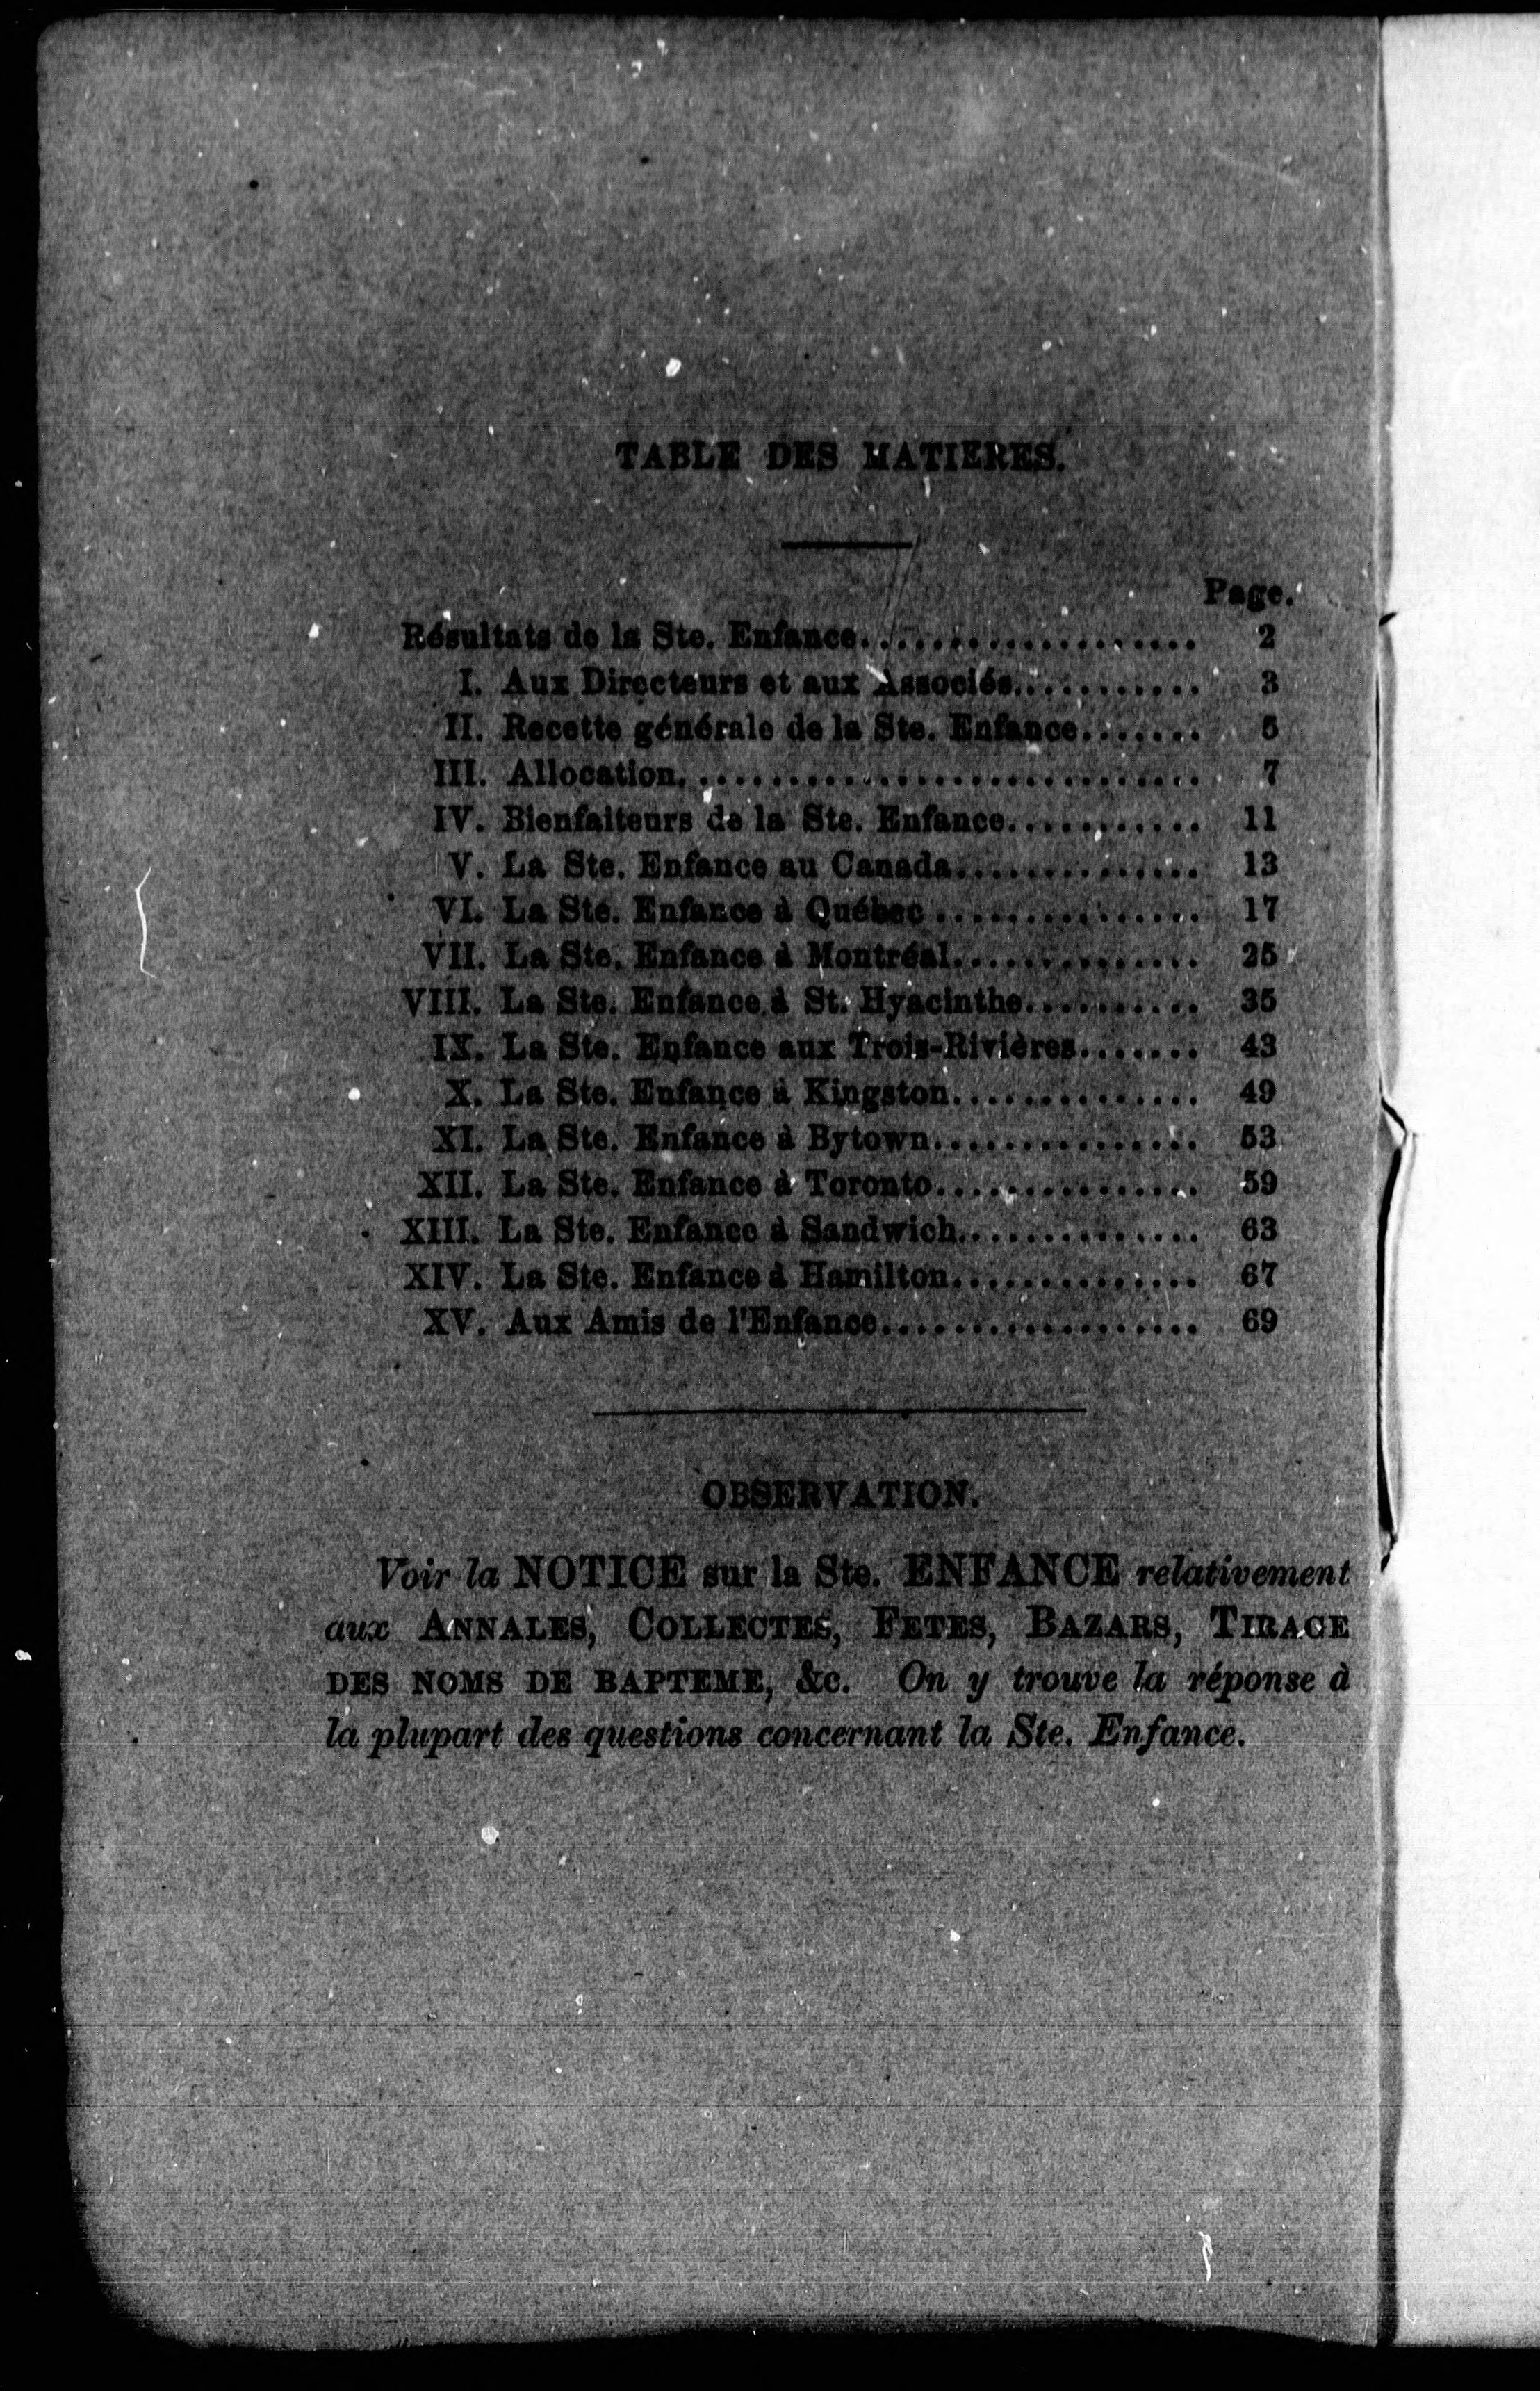 TABLE DES MATIERES.
Page.
Résultats de la Ste. Enfance................... 2
I. Aux Directeurs et aux Associés........... 3
II. Recette générale de la Ste. Enfance....... 5
III. Allocation............................. 7
IV. Bienfaiteurs de la Ste. Enfance........... 11
V. La Ste. Enfance au Canada.............. 13
VI. La Ste. Enfance à Québec ............... 17
VII. La Ste. Enfance à Montréal.............. 25
VIII. La Ste. Enfance à St. Hyacinthe.......... 35
IX. La Ste. Enfance aux Trois-Rivières....... 43
X. La Ste. Enfance à Kingston.............. 49
XI. La Ste. Enfance à Bytown............... 53
XII. La Ste. Enfance à Toronto............... 59
XIII. La Ste. Enfance à Sandwich.............. 63
XIV. La Ste. Enfance à Hamilton.............. 67
XV. Aux Amis de l'Enfance.................. 69
OBSERVATION.
Voir la NOTICE sur la Ste. ENFANCE relativement
aux ANNALES, COLLECTES, FETES, BAZARS, TIRAGE
DES NOMS DE BAPTEME, &c. On y trouve la réponse à
la plupart des questions concernant la Ste. Enfance.